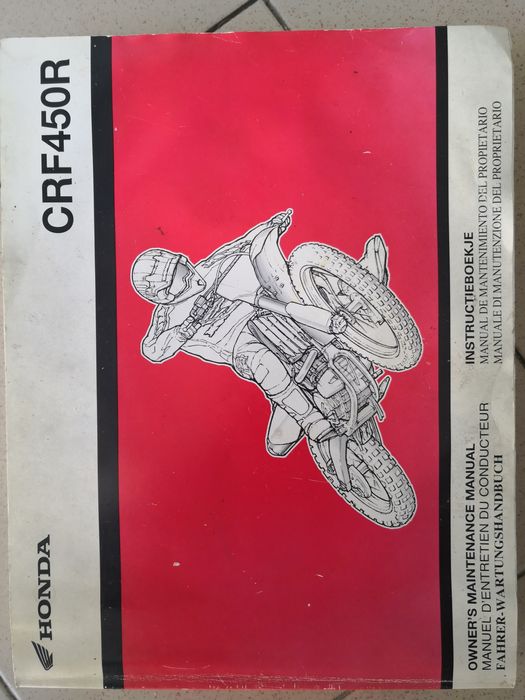 HONDA
CRF450R
OWNER'S MAINTENANCE MANUAL
MANUEL D'ENTRETIEN DU CONDUCTEUR
FAHRER-WARTUNGSHANDBUCH
INSTRUCTIEBOEKJE
MANUAL DE MANTENIMIENTO DEL PROPIETARIO
MANUALE DI MANUTENZIONE DEL PROPRIETARIO